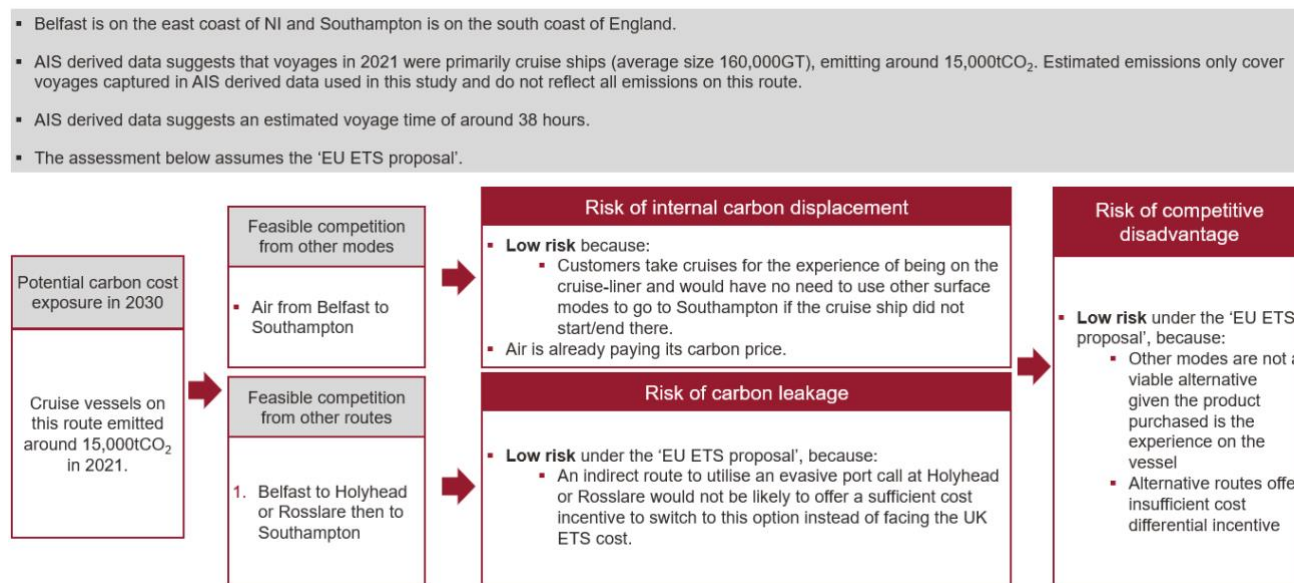 ▪ Belfast is on the east coast of NI and Southampton is on the south coast of England.
▪ AIS derived data suggests that voyages in 2021 were primarily cruise ships (average size 160,000GT), emitting around 15,000tCO₂. Estimated emissions only cover
voyages captured in AIS derived data used in this study and do not reflect all emissions on this route.
▪ AIS derived data suggests an estimated voyage time of around 38 hours.
▪ The assessment below assumes the ‘EU ETS proposal’.
Potential carbon cost
exposure in 2030
Cruise vessels on
this route emitted
around 15,000tCO₂
in 2021.
Feasible competition
from other modes
▪ Air from Belfast to
Southampton
Feasible competition
from other routes
1. Belfast to Holyhead
or Rosslare then to
Southampton
Risk of internal carbon displacement
▪ Low risk because:
▪ Customers take cruises for the experience of being on the
cruise-liner and would have no need to use other surface
modes to go to Southampton if the cruise ship did not
start/end there.
▪ Air is already paying its carbon price.
Risk of carbon leakage
▪ Low risk under the ‘EU ETS proposal’, because:
▪ An indirect route to utilise an evasive port call at Holyhead
or Rosslare would not be likely to offer a sufficient cost
incentive to switch to this option instead of facing the UK
ETS cost.
Risk of competitive
disadvantage
▪ Low risk under the ‘EU ETS
proposal’, because:
▪ Other modes are not a
viable alternative
given the product
purchased is the
experience on the
vessel
▪ Alternative routes offe
insufficient cost
differential incentive